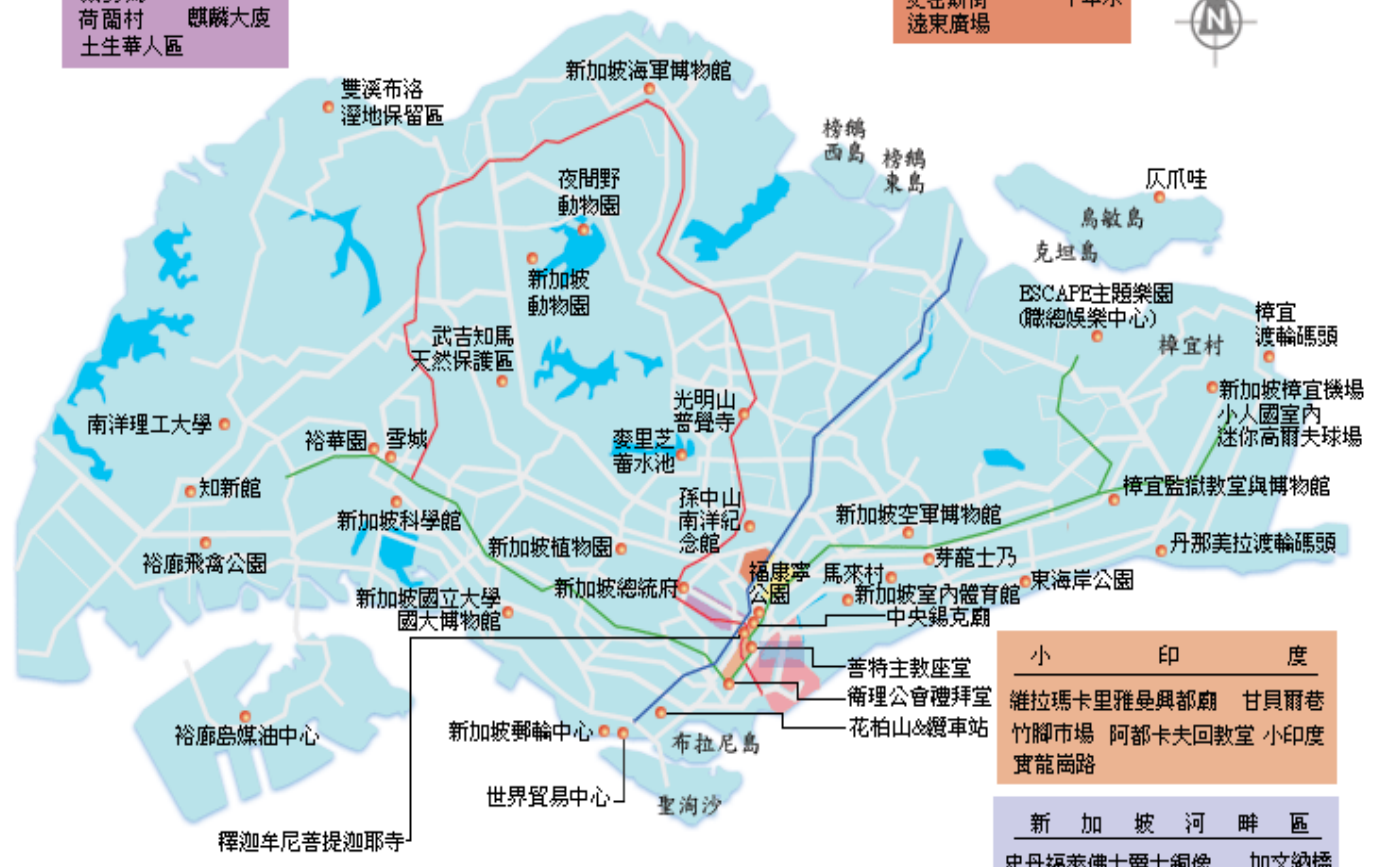 荷蘭村 麒麟大廈
土生華人區
遠東廣場
N
新加坡海軍博物館
雙溪布洛
溼地保留區
榜鵝
西島
榜鵝
東島
夜間野
動物園
仄爪哇
烏敏島
克坦島
新加坡
動物園
ESCAPE主題樂園
(職總娛樂中心)
樟宜
渡輪碼頭
武吉知馬
天然保護區
樟宜村
新加坡樟宜機場
小人國室內
迷你高爾夫球場
光明山
普覺寺
南洋理工大學
裕華園
雪城
麥里芝
蓄水池
知新館
樟宜監獄教堂與博物館
孫中山
南洋紀
念館
新加坡科學館
新加坡空軍博物館
新加坡植物園
丹那美拉渡輪碼頭
裕廊飛禽公園
芽龍士乃
福康寧
公園
馬來村
東海岸公園
新加坡總統府
新加坡室內體育館
新加坡國立大學
國大博物館
中央錫克廟
善特主教座堂
衛理公會禮拜堂
花柏山&纜車站
新加坡郵輪中心
布拉尼島
裕廊島媒油中心
世界貿易中心
聖淘沙
釋迦牟尼菩提迦耶寺
小印度
維拉瑪卡里雅曼興都廟 甘貝爾巷
竹腳市場 阿都卡夫回教堂 小印度
實龍崗路
新加坡河畔區